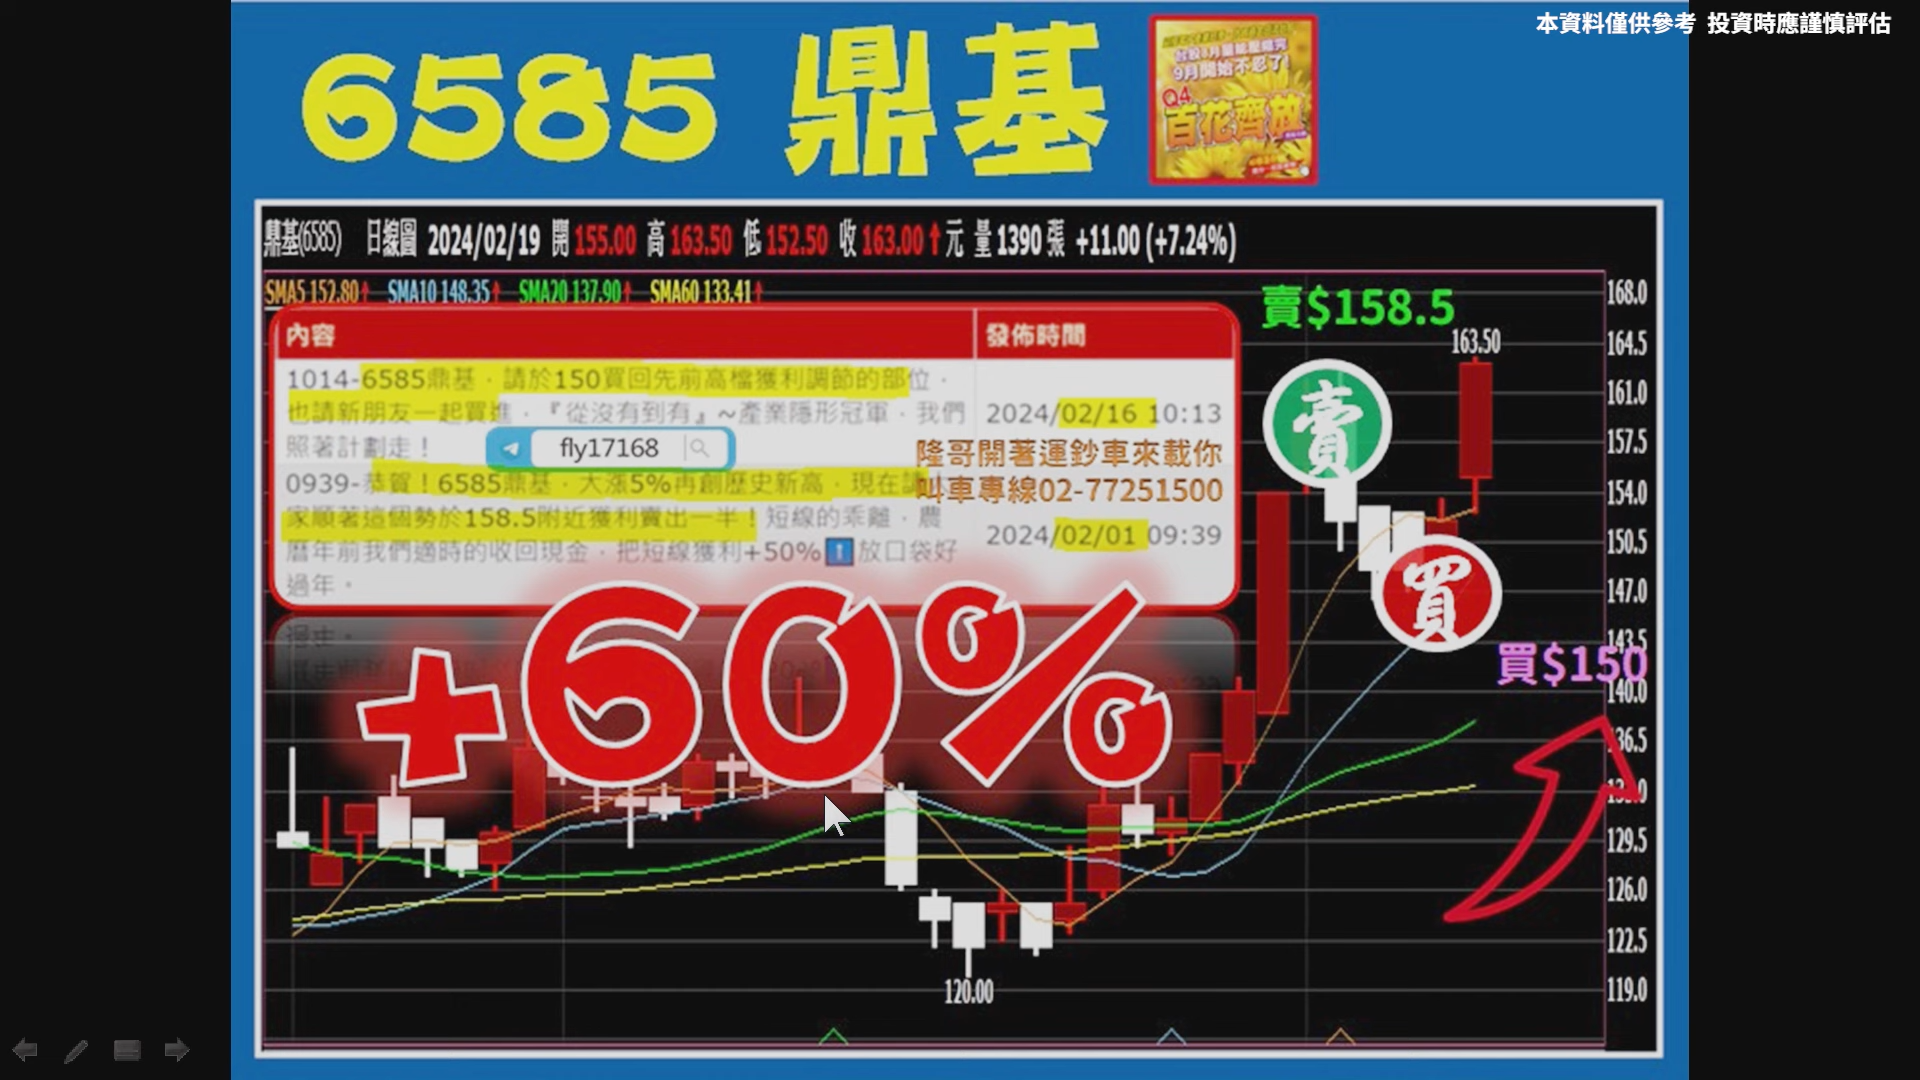 本資料僅供參考 投資時應謹慎評估
6585 鼎基
9月開始不忍了!
Q4
百花齊放
鼎基(6585) 日線圖 2024/02/19 開 155.00 高 163.50 低 152.50 收 163.00↑元 量 1390 張 +11.00 (+7.24%)
SMA5 152.80↑ SMA10 148.35↑ SMA20 137.90↑ SMA60 133.41↑
賣$158.5
163.50
內容 發佈時間
1014-6585鼎基,請於150買回先前高檔獲利調節的部位,
也請新朋友一起買進,『從沒有到有』~產業隱形冠軍,我們
照著計劃走!
2024/02/16 10:13
fly17168
隆哥開著運鈔車來載你
叫車專線02-77251500
0939-恭賀!6585鼎基,大漲5%再創歷史新高,現在請
家順著這個勢於158.5附近獲利賣出一半!短線的乖離,農
曆年前我們適時的收回現金,把短線獲利+50%⬆放口袋好
過年。
2024/02/01 09:39
賣
買
買$150
+60%
120.00
168.0
164.5
161.0
157.5
154.0
150.5
147.0
143.5
140.0
136.5
129.5
126.0
122.5
119.0